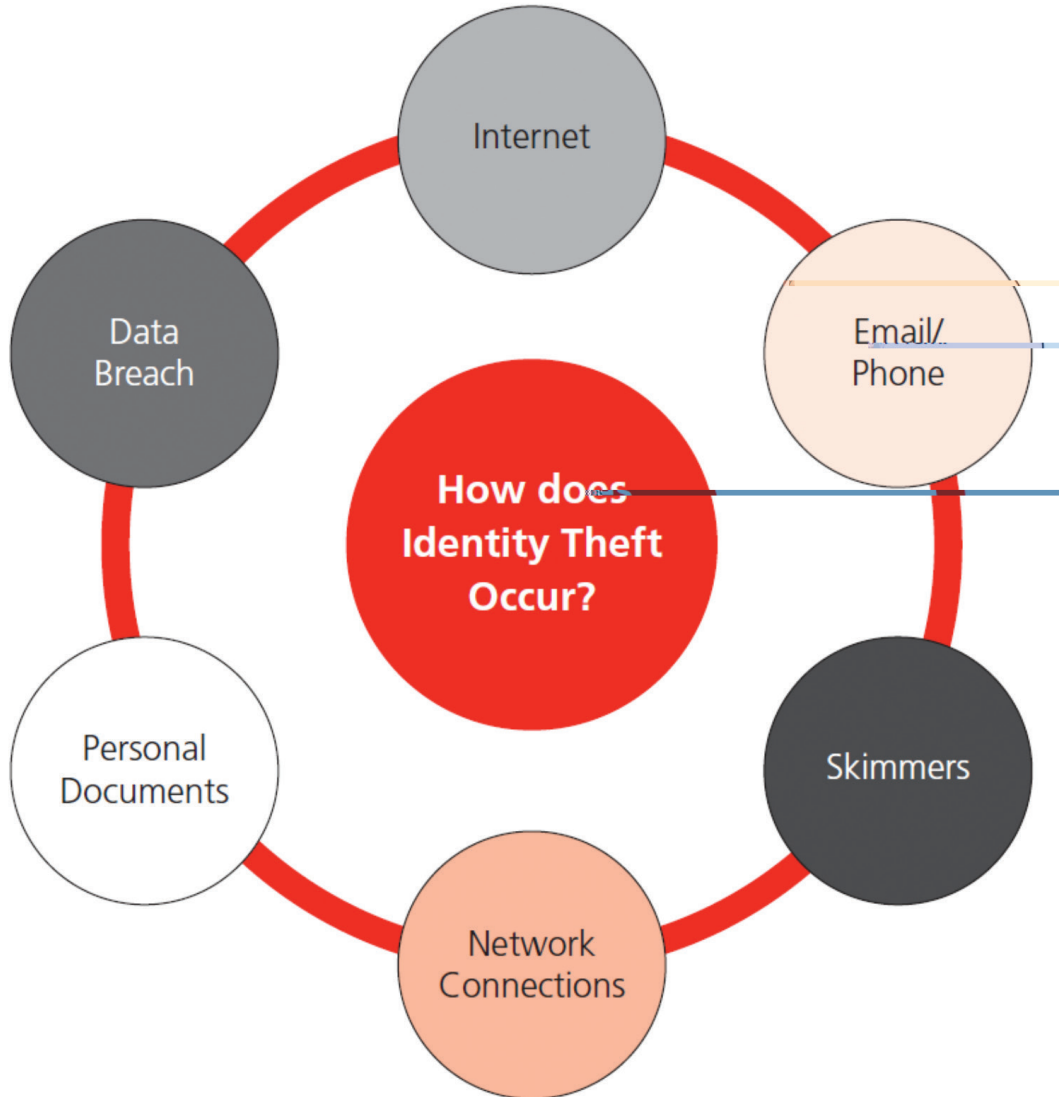 Internet
Email/
Phone
Skimmers
Network
Connections
Personal
Documents
Data
Breach
How does
Identity Theft
Occur?